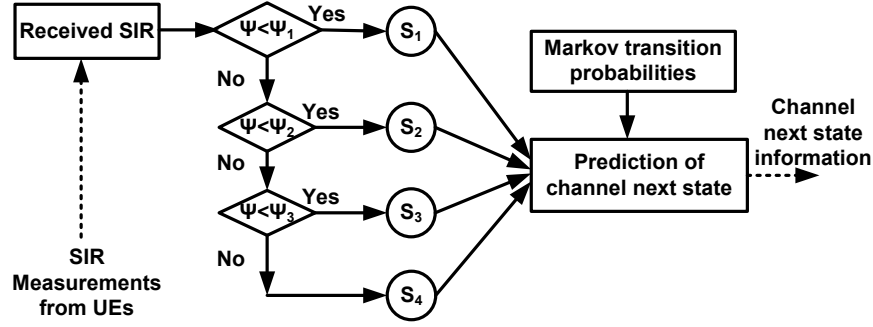 Received SIR
Ψ<Ψ1
Yes
S1
No
Ψ<Ψ2
Yes
S2
No
Ψ<Ψ3
Yes
S3
No
S4
SIR
Measurements
from UEs
Markov transition
probabilities
Prediction of
channel next state
Channel
next state
information